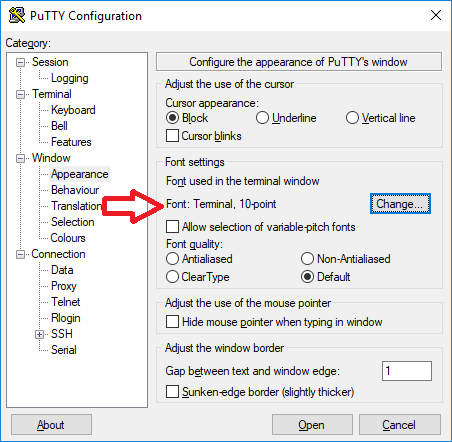 PuTTY Configuration
Category:
Session
Logging
Terminal
Keyboard
Bell
Features
Window
Appearance
Behaviour
Translation
Selection
Colours
Connection
Data
Proxy
Telnet
Rlogin
SSH
Serial
Configure the appearance of PuTTY's window
Adjust the use of the cursor
Cursor appearance:
Block Underline Vertical line
Cursor blinks
Font settings
Font used in the terminal window
Font: Terminal, 10-point Change...
Allow selection of variable-pitch fonts
Font quality:
Antialiased Non-Antialiased
ClearType Default
Adjust the use of the mouse pointer
Hide mouse pointer when typing in window
Adjust the window border
Gap between text and window edge: 1
Sunken-edge border (slightly thicker)
About Open Cancel